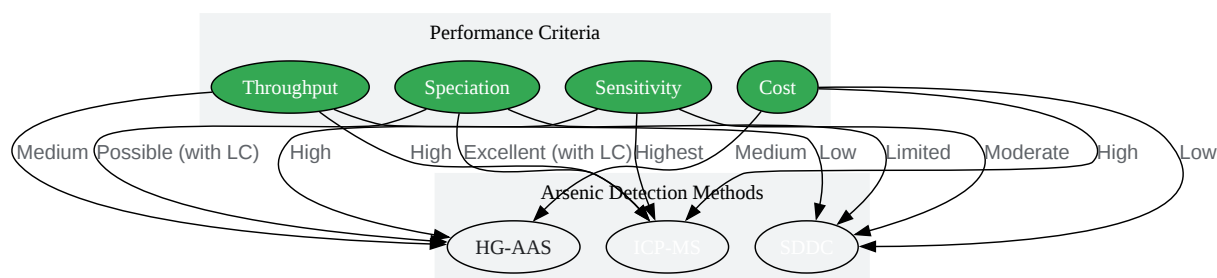 Performance Criteria
Throughput
Speciation
Sensitivity
Cost
Medium
Possible (with LC)
High
High
Excellent (with LC)
Highest
Medium
Low
Limited
Moderate
High
Low
Arsenic Detection Methods
HG-AAS
ICP-MS
SDDC